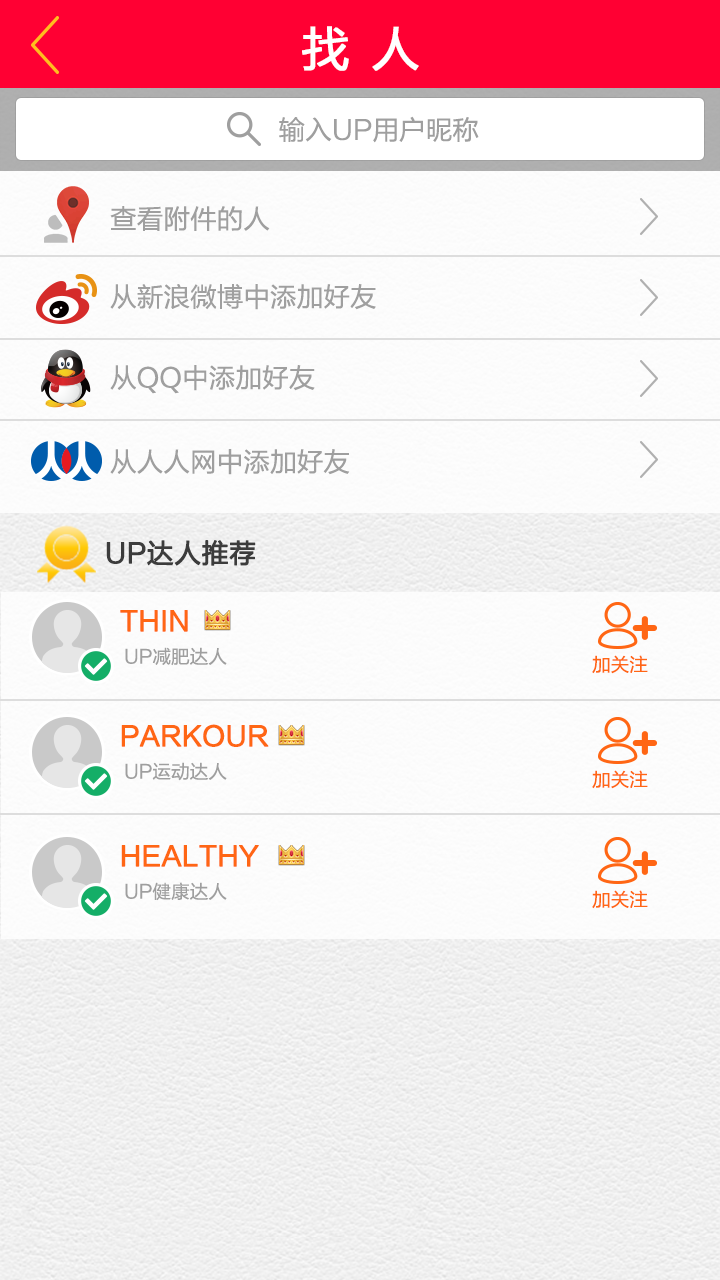 找人
输入UP用户昵称
查看附件的人
从新浪微博中添加好友
从QQ中添加好友
从人人网中添加好友
UP达人推荐
THIN
UP减肥达人
加关注
PARKOUR
UP运动达人
加关注
HEALTHY
UP健康达人
加关注